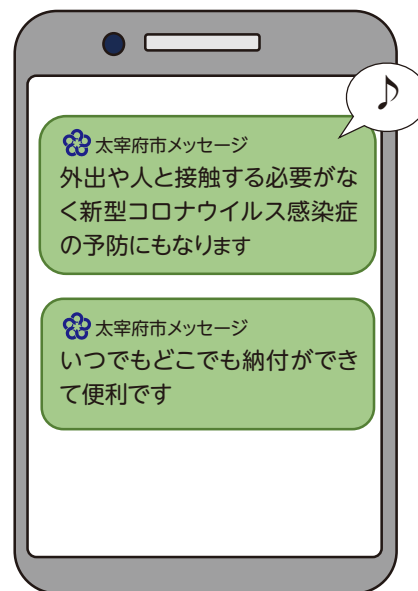 ♪
太宰府市メッセージ
外出や人と接触する必要がな
く新型コロナウイルス感染症
の予防にもなります
太宰府市メッセージ
いつでもどこでも納付ができ
て便利です